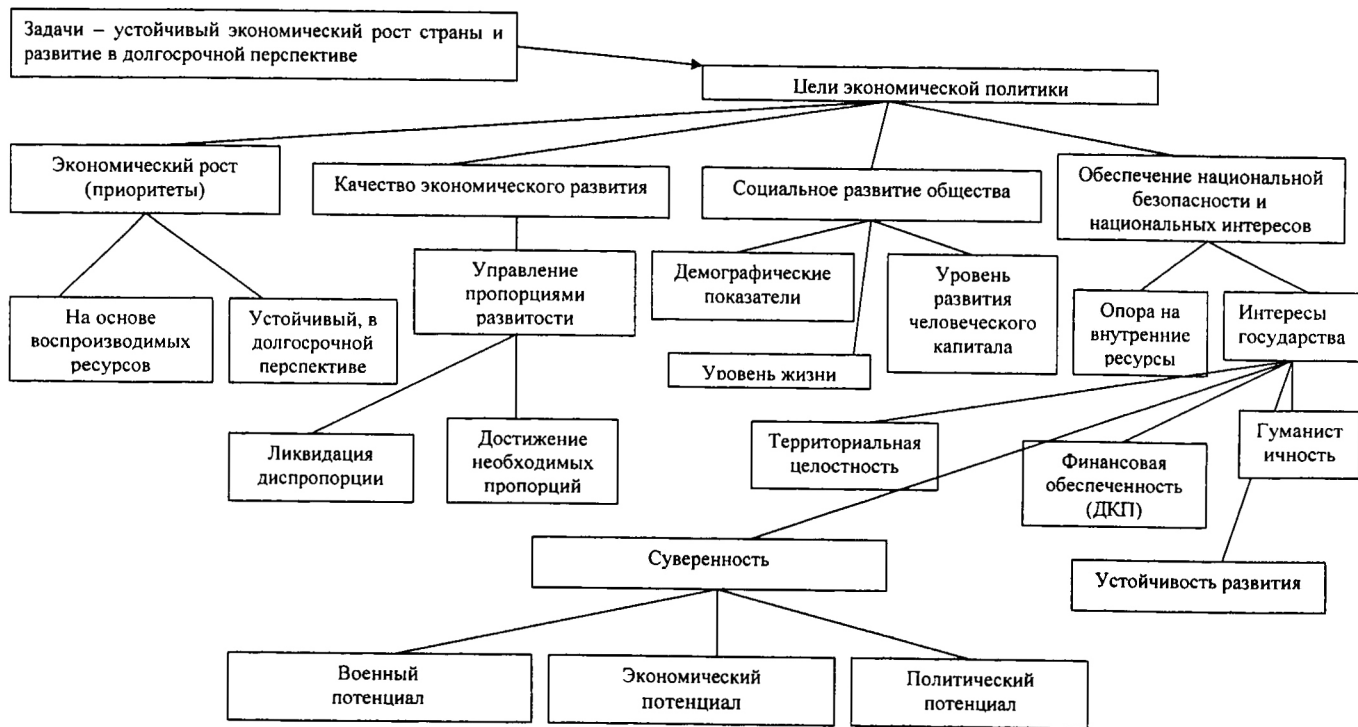 Задачи – устойчивый экономический рост страны и
развитие в долгосрочной перспективе
Цели экономической политики
Экономический рост
(приоритеты)
Качество экономического развития
Социальное развитие общества
Обеспечение национальной
безопасности и
национальных интересов
На основе
воспроизводимых
ресурсов
Устойчивый, в
долгосрочной
перспективе
Управление
пропорциями
развитости
Демографические
показатели
Уровень жизни
Уровень
развития
человеческого
капитала
Опора на
внутренние
ресурсы
Интересы
государства
Ликвидация
диспропорции
Достижение
необходимых
пропорций
Территориальная
целостность
Финансовая
обеспеченность
(ДКП)
Гуманист
ичность
Суверенность
Устойчивость развития
Военный
потенциал
Экономический
потенциал
Политический
потенциал